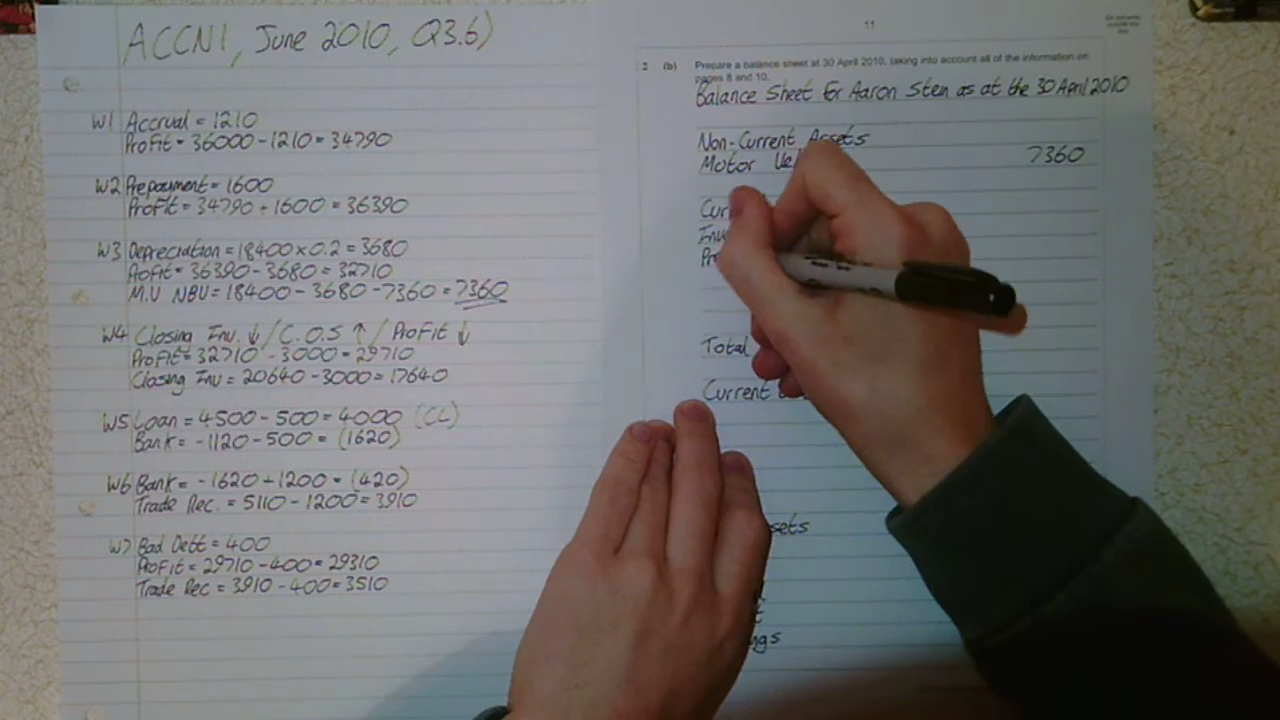 ACCN1, June 2010, Q3.6)
W1 Accrual = 1210
Profit = 36000 - 1210 = 34790
W2 Prepayment = 1600
Profit = 34790 + 1600 = 36390
W3 Depreciation = 18400 x 0.2 = 3680
Profit = 36390 - 3680 = 32710
M.V NBV = 18400 - 3680 - 7360 = 7360
W4 Closing Inv. ↓ / C.O.S ↑ / Profit ↓
Profit = 32710 - 3000 = 29710
Closing Inv = 20640 - 3000 = 17640
W5 Loan = 4500 - 500 = 4000 (CL)
Bank = -1120 - 500 = (1620)
W6 Bank = -1620 + 1200 = (420)
Trade Rec. = 5110 - 1200 = 3910
W7 Bad Debt = 400
Profit = 29710 - 400 = 29310
Trade Rec = 3910 - 400 = 3510
11
(b) Prepare a balance sheet at 30 April 2010, taking into account all of the information on
pages 8 and 10.
Balance Sheet for Aaron Sten as at the 30 April 2010
Non-Current Assets
Motor 7360
Total
Current